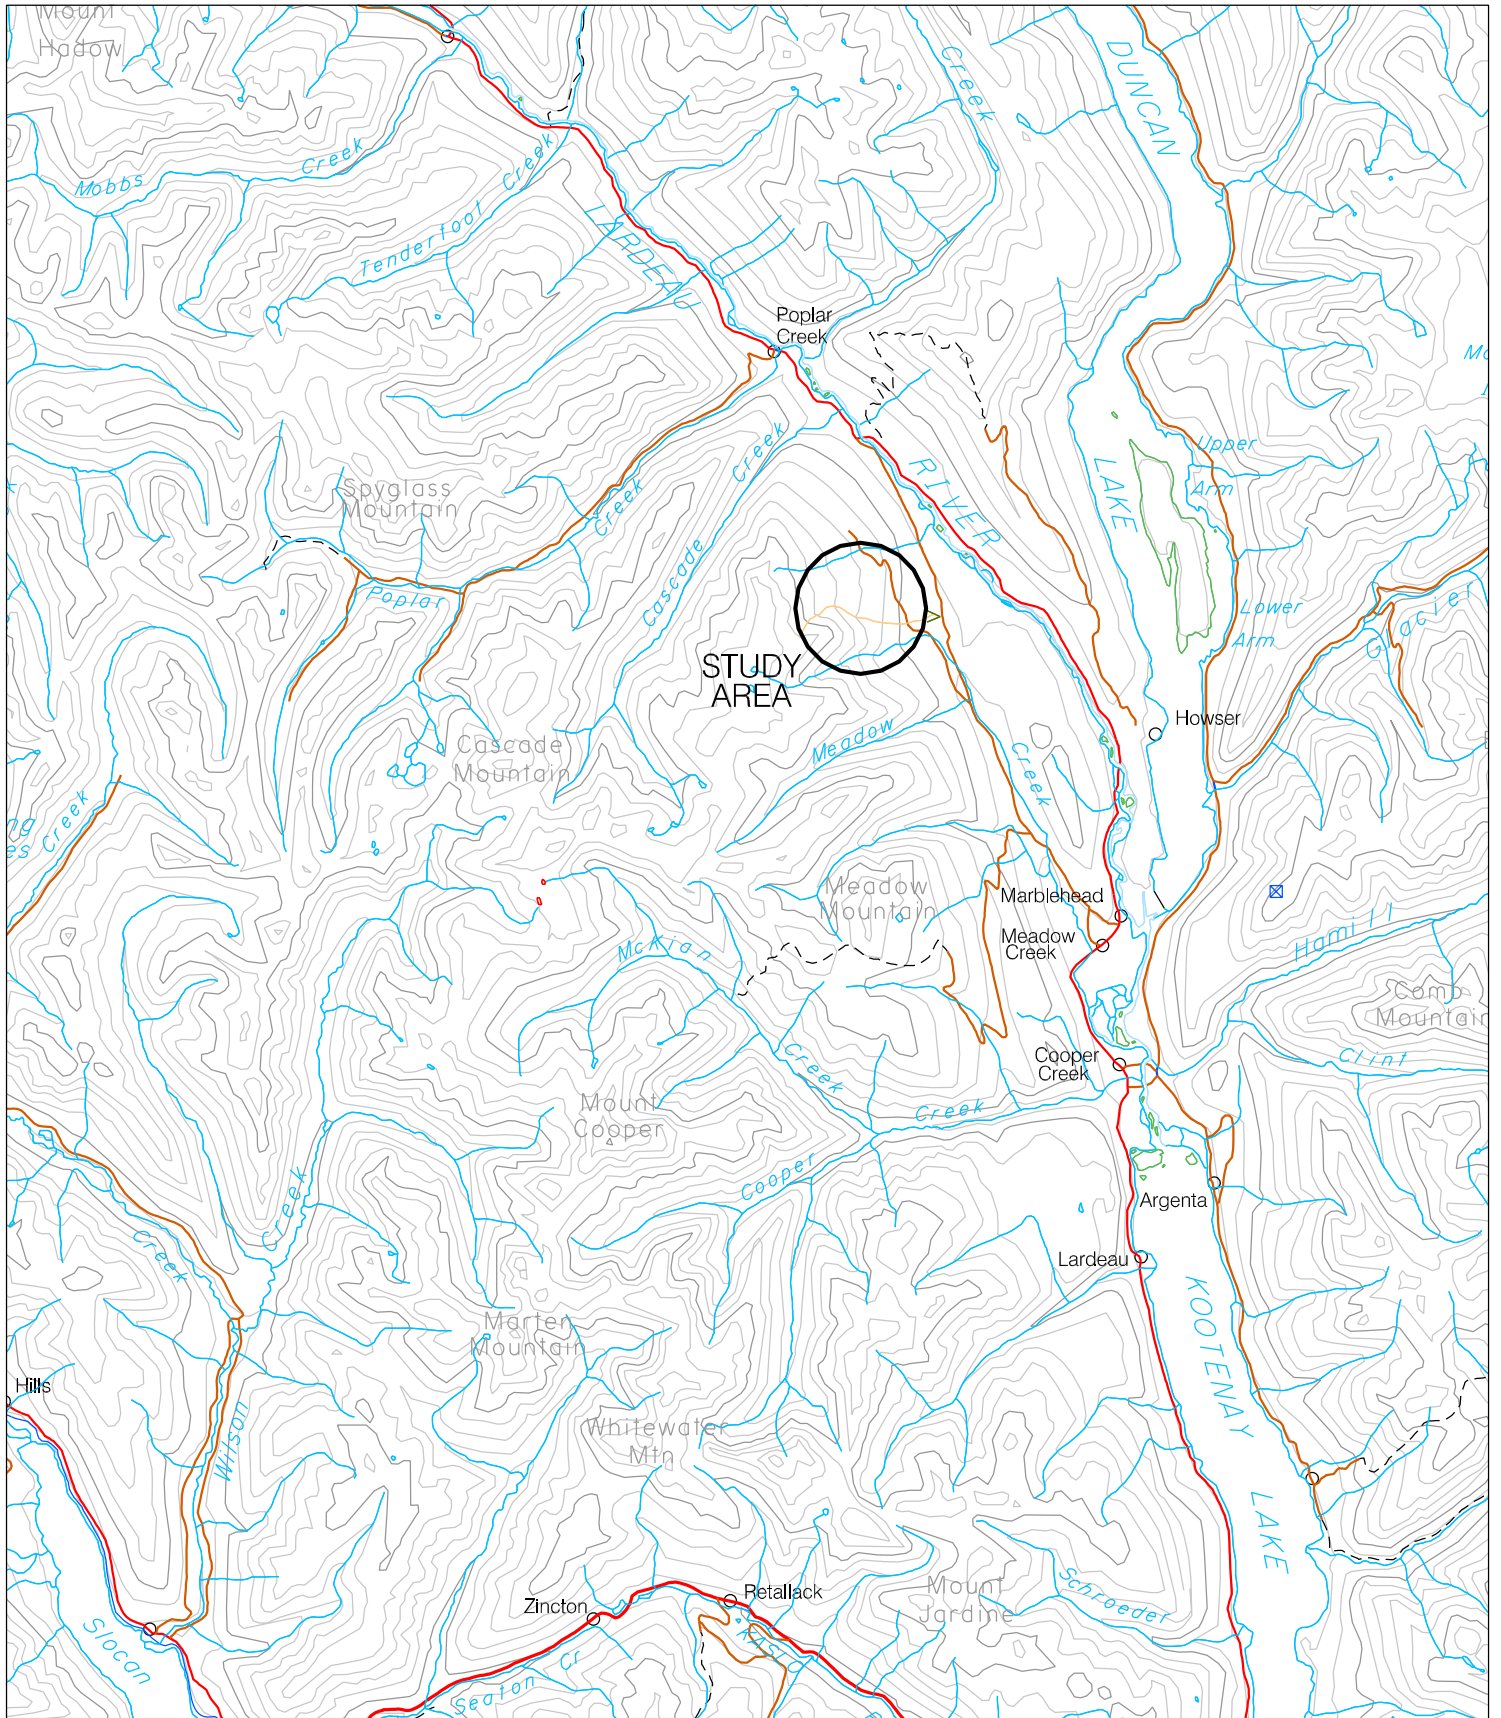 Mount
Hadow
Creek
DUNCAN
Mobbs
Creek
Creek
Tenderfoot
LARDEAU
Poplar
Creek
Creek
Upper
Arm
Spyglass
Mountain
Creek
RIVER
LAKE
Cascade
Poplar
Lower
Arm
Glacier
STUDY
AREA
Howser
Meadow
Cascade
Mountain
Creek
Creek
Meadow
Mountain
Marblehead
Meadow
Creek
McKian
Hamill
Comb
Mountain
Cooper
Creek
Clint
Creek
Mount
Cooper
Creek
Cooper
Argenta
Creek
Creek
Lardeau
KOOTENAY
Marten
Mountain
Hills
Whitewater
Mtn
Wilson
LAKE
Zincton
Retallack
Mount
Jardine
Schroeder
Slocan
KASLO
Seaton Cr